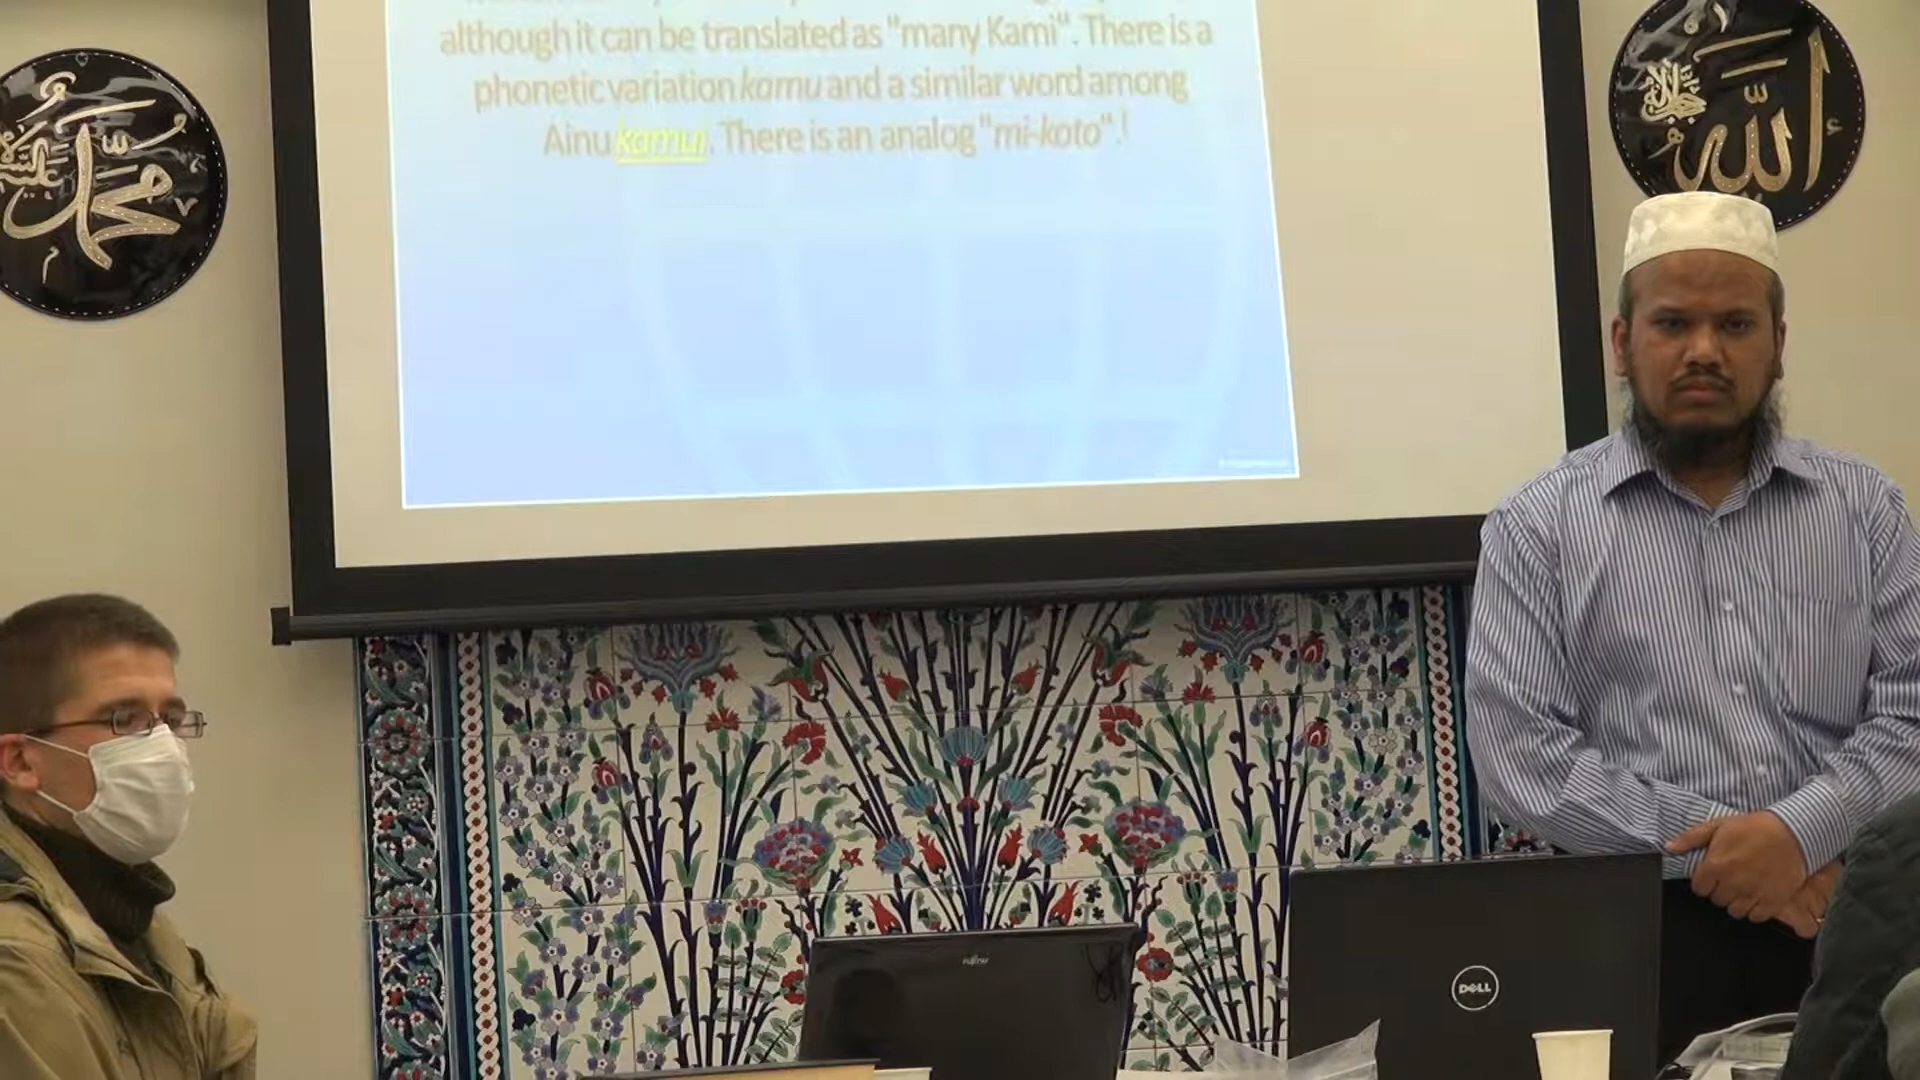 although it can be translated as "many Kami". There is a
phonetic variation kamu and a similar word among
Ainu kamui. There is an analog "mi-koto".
محمد
عليه
الله
جل جلاله
FUJITSU
DELL